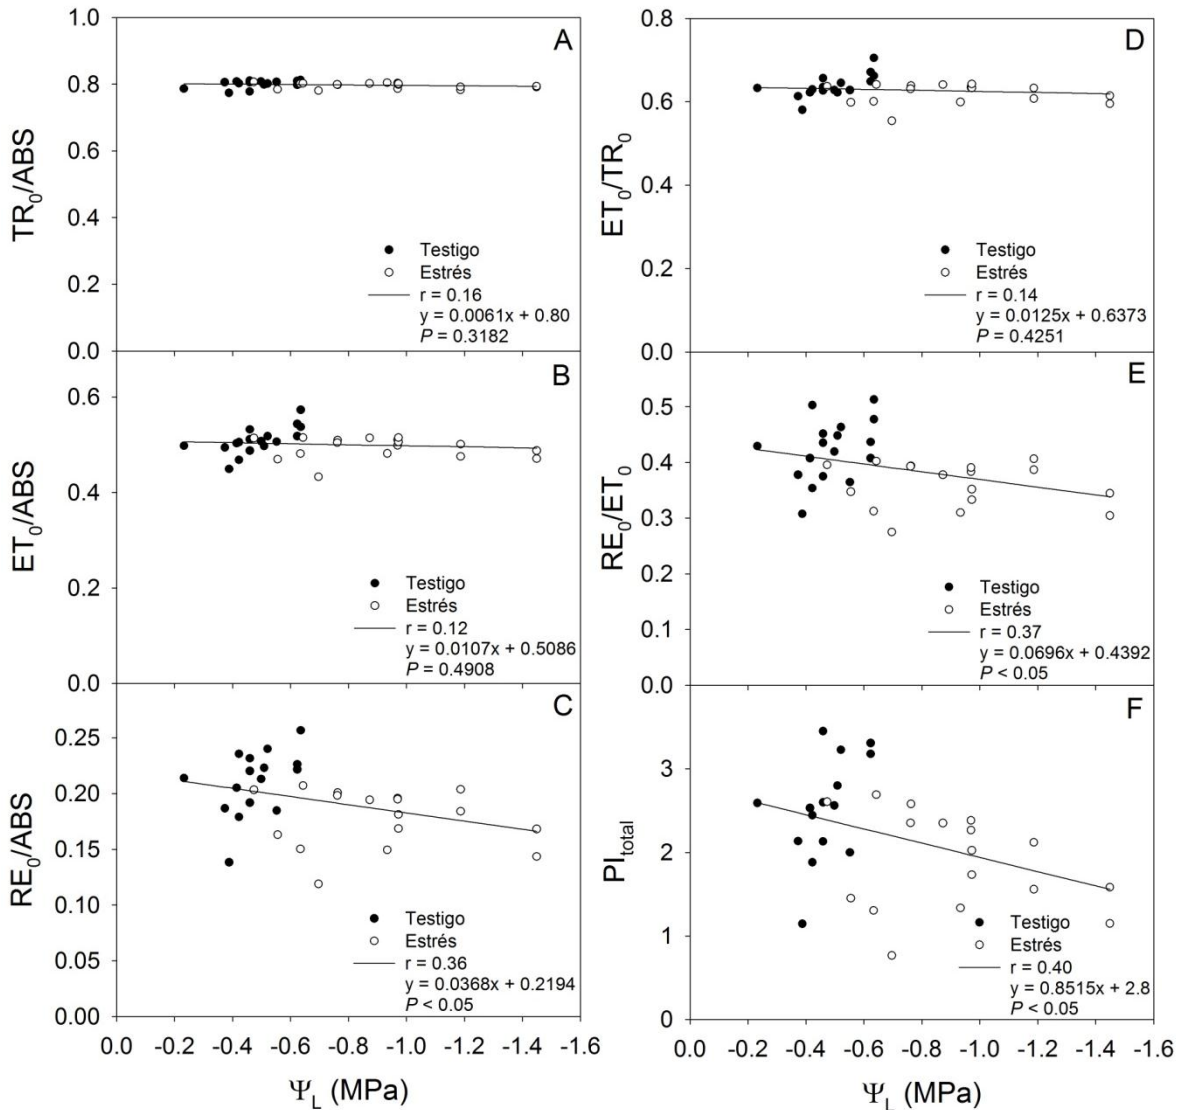 A
TR0/ABS
1.0
0.8
0.6
0.4
0.2
0.0
Testigo
Estrés
r = 0.16
y = 0.0061x + 0.80
P = 0.3182
B
ET0/ABS
0.6
0.4
0.2
0.0
Testigo
Estrés
r = 0.12
y = 0.0107x + 0.5086
P = 0.4908
C
RE0/ABS
0.25
0.20
0.15
0.10
0.05
0.00
Testigo
Estrés
r = 0.36
y = 0.0368x + 0.2194
P < 0.05
0.0 -0.2 -0.4 -0.6 -0.8 -1.0 -1.2 -1.4 -1.6
ΨL (MPa)
D
ET0/TR0
0.8
0.6
0.4
0.2
0.0
Testigo
Estrés
r = 0.14
y = 0.0125x + 0.6373
P = 0.4251
E
RE0/ET0
0.5
0.4
0.3
0.2
0.1
0.0
Testigo
Estrés
r = 0.37
y = 0.0696x + 0.4392
P < 0.05
F
PItotal
3
2
1
0
Testigo
Estrés
r = 0.40
y = 0.8515x + 2.8
P < 0.05
0.0 -0.2 -0.4 -0.6 -0.8 -1.0 -1.2 -1.4 -1.6
ΨL (MPa)